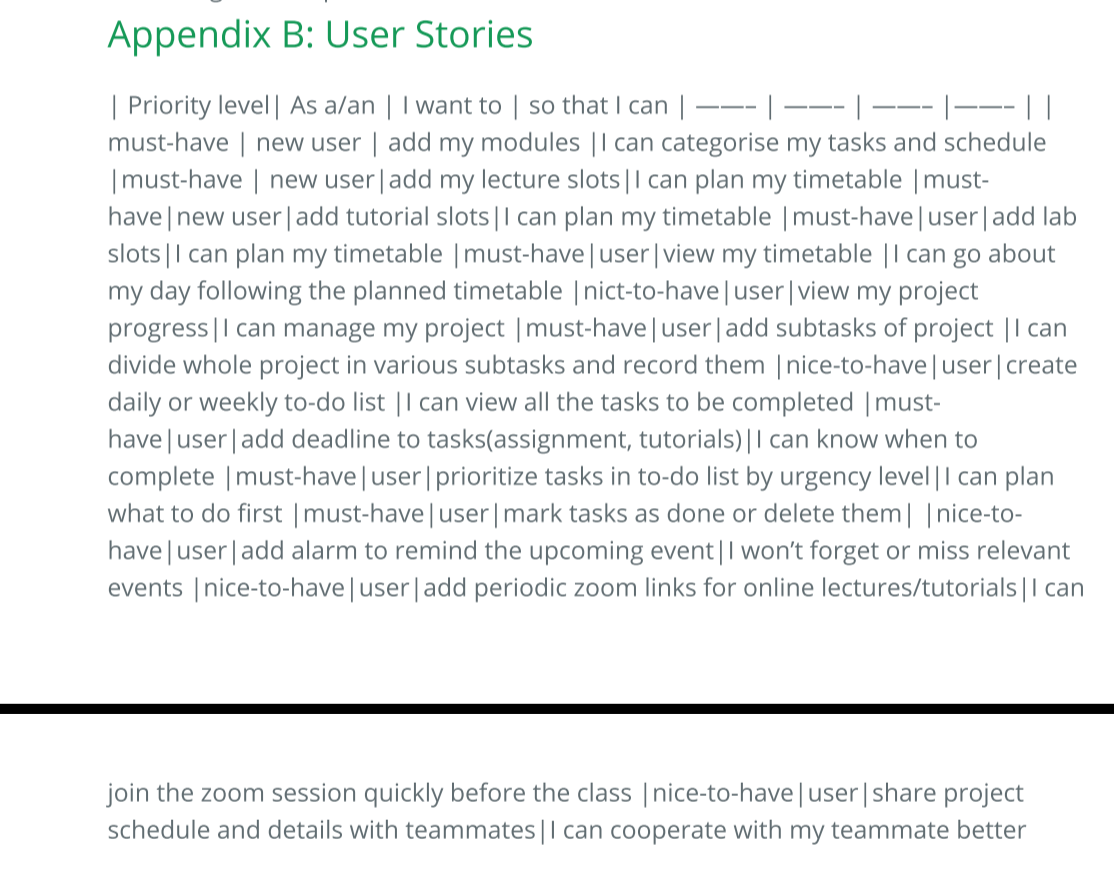 Appendix B: User Stories
| Priority level| As a/an | I want to | so that I can | ——–- | ——–- | ——–- |——–- | |
must-have | new user | add my modules |I can categorise my tasks and schedule
|must-have | new user|add my lecture slots|I can plan my timetable |must-
have|new user|add tutorial slots|I can plan my timetable |must-have|user|add lab
slots|I can plan my timetable |must-have|user|view my timetable |I can go about
my day following the planned timetable |nict-to-have|user|view my project
progress|I can manage my project |must-have|user|add subtasks of project |I can
divide whole project in various subtasks and record them |nice-to-have|user|create
daily or weekly to-do list |I can view all the tasks to be completed |must-
have|user|add deadline to tasks(assignment, tutorials)|I can know when to
complete |must-have|user|prioritize tasks in to-do list by urgency level|I can plan
what to do first |must-have|user|mark tasks as done or delete them| |nice-to-
have|user|add alarm to remind the upcoming event|I won’t forget or miss relevant
events |nice-to-have|user|add periodic zoom links for online lectures/tutorials|I can
join the zoom session quickly before the class |nice-to-have|user|share project
schedule and details with teammates|I can cooperate with my teammate better